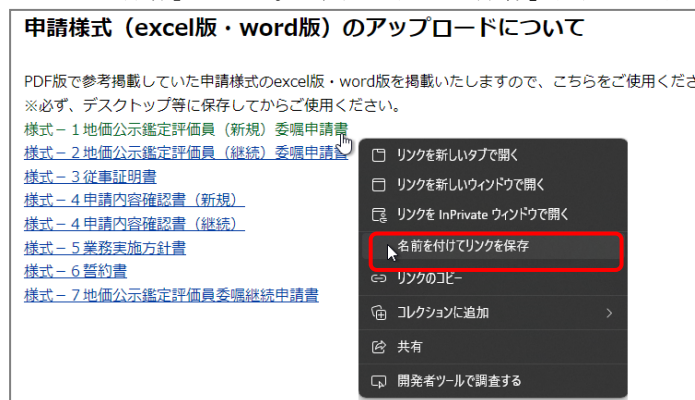 申請様式（excel版・word版）のアップロードについて
PDF版で参考掲載していた申請様式のexcel版・word版を掲載いたしますので、こちらをご使用くださ
※必ず、デスクトップ等に保存してからご使用ください。
様式－１地価公示鑑定評価員（新規）委嘱申請書
様式－２地価公示鑑定評価員（継続）委嘱申請書
様式－３従事証明書
様式－４申請内容確認書（新規）
様式－４申請内容確認書（継続）
様式－５業務実施方針書
様式－６誓約書
様式－７地価公示鑑定評価員委嘱継続申請書
リンクを新しいタブで開く
リンクを新しいウィンドウで開く
リンクを InPrivate ウィンドウで開く
名前を付けてリンクを保存
リンクのコピー
コレクションに追加
共有
開発者ツールで調査する